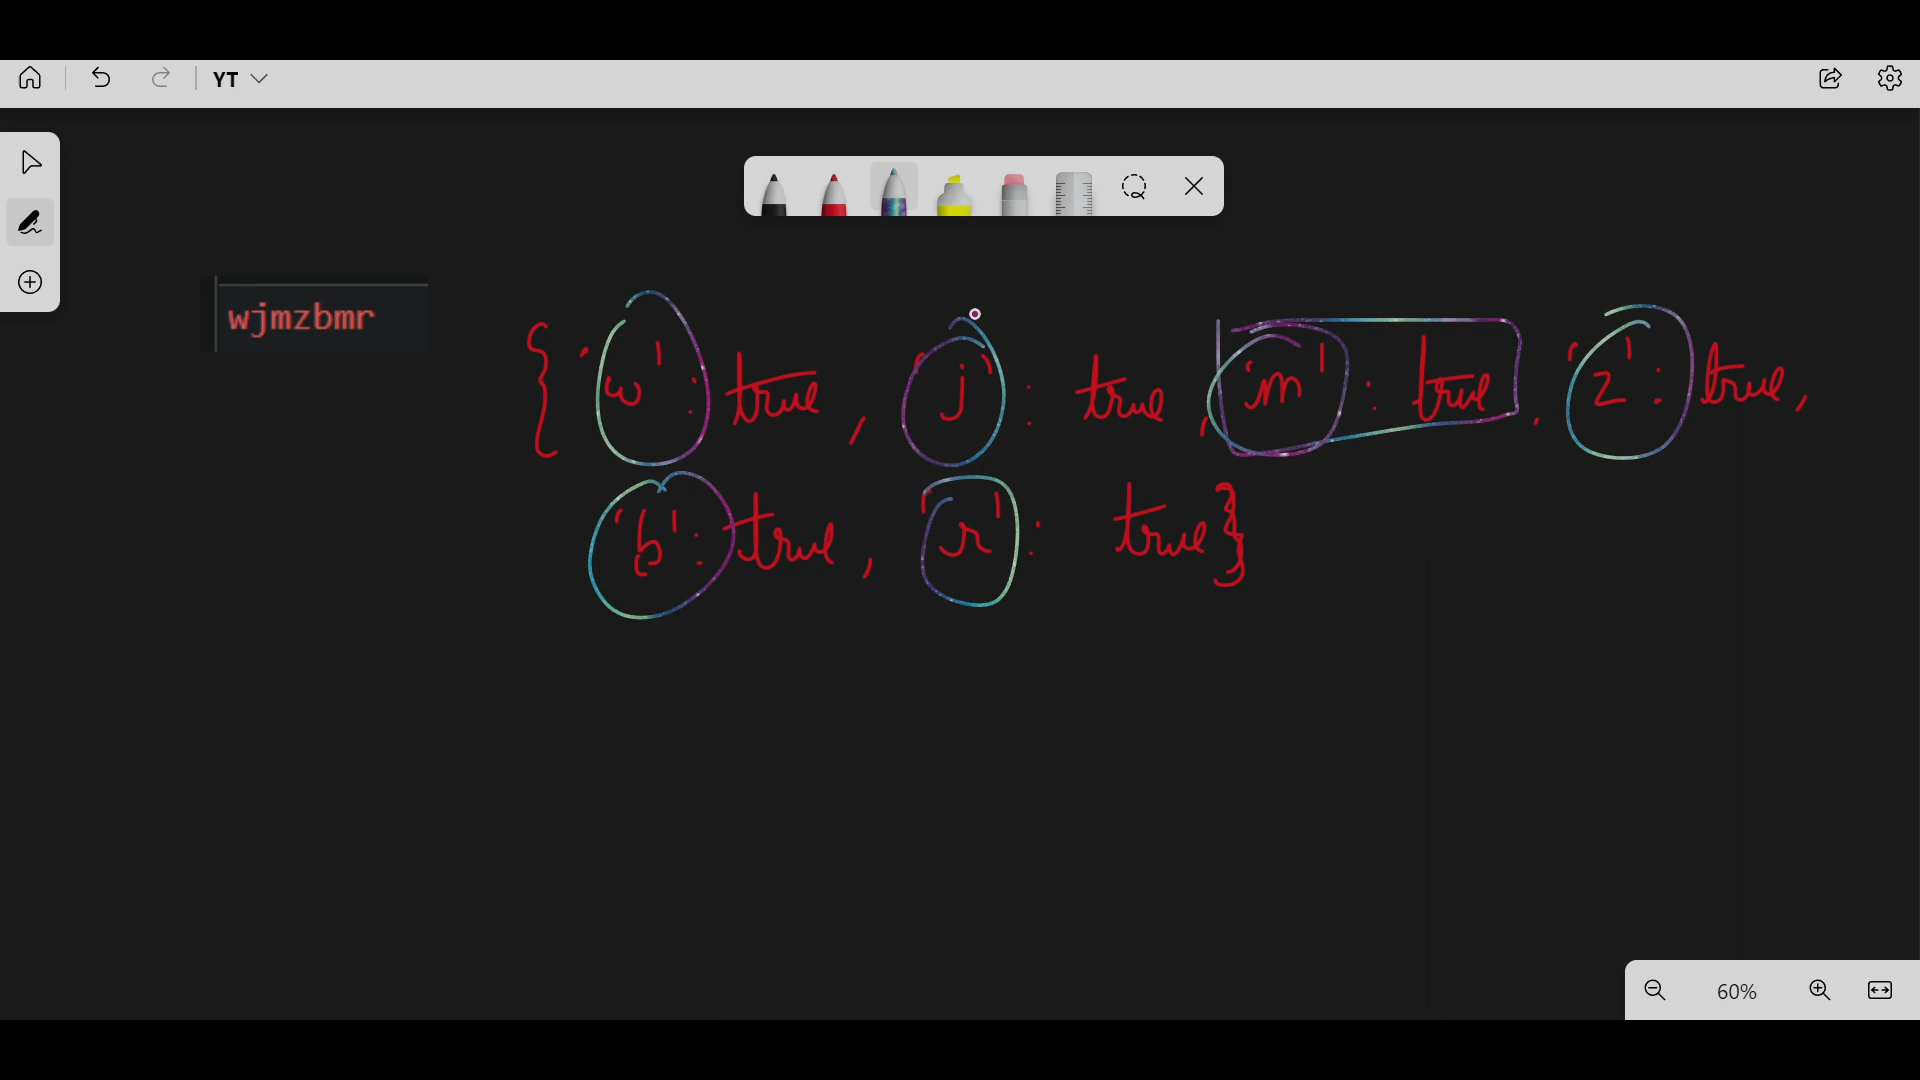 YT
wjmzbmr
{ 'w' : true, 'j' : true, 'm' : true, 'z' : true,
'b' : true, 'r' : true}
60%